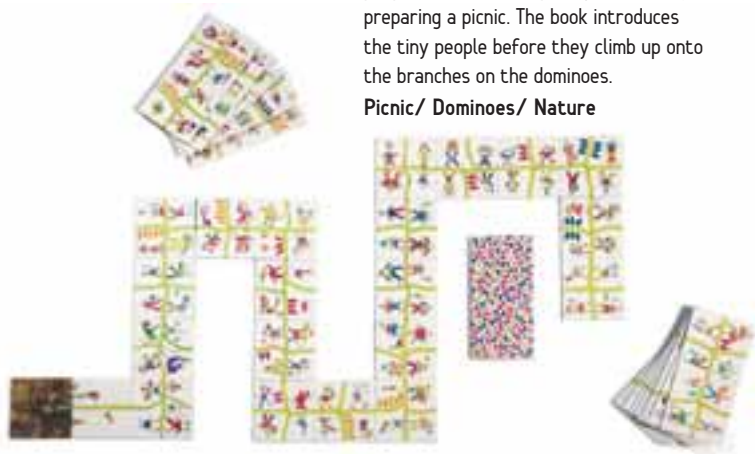 preparing a picnic. The book introduces
the tiny people before they climb up onto
the branches on the dominoes.
Picnic/ Dominoes/ Nature